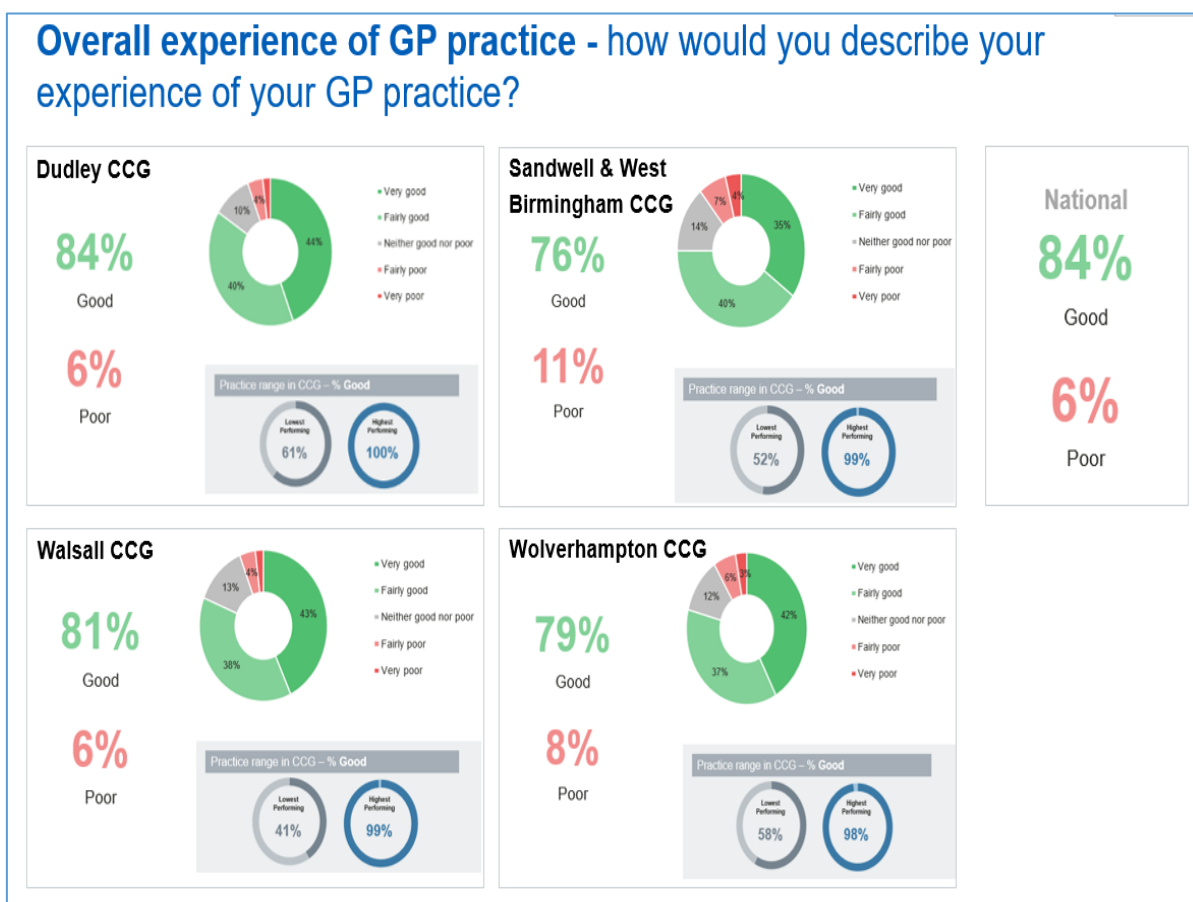 Overall experience of GP practice - how would you describe your
experience of your GP practice?
Dudley CCG
84%
Good
6%
Poor
44%
40%
10%
4%
Very good
Fairly good
Neither good nor poor
Fairly poor
Very poor
Practice range in CCG – % Good
Lowest
Performing
61%
Highest
Performing
100%
Sandwell & West
Birmingham CCG
76%
Good
11%
Poor
35%
40%
14%
7%
4%
Very good
Fairly good
Neither good nor poor
Fairly poor
Very poor
Practice range in CCG – % Good
Lowest
Performing
52%
Highest
Performing
99%
National
84%
Good
6%
Poor
Walsall CCG
81%
Good
6%
Poor
43%
38%
13%
4%
Very good
Fairly good
Neither good nor poor
Fairly poor
Very poor
Practice range in CCG – % Good
Lowest
Performing
41%
Highest
Performing
99%
Wolverhampton CCG
79%
Good
8%
Poor
42%
37%
12%
6%
3%
Very good
Fairly good
Neither good nor poor
Fairly poor
Very poor
Practice range in CCG – % Good
Lowest
Performing
58%
Highest
Performing
98%